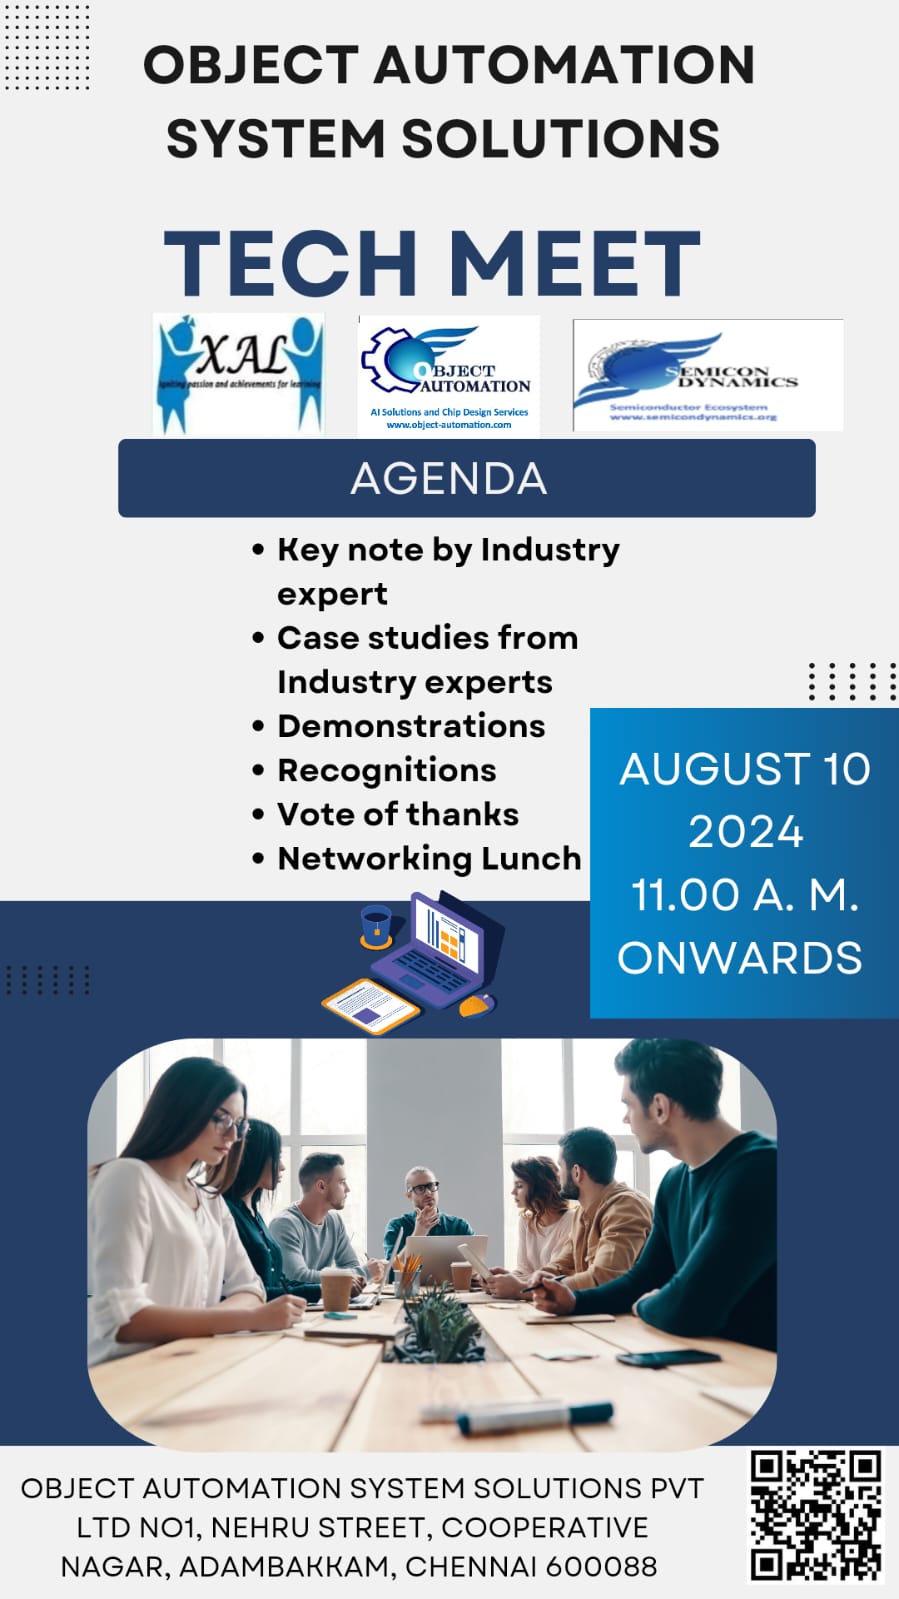 OBJECT AUTOMATION
SYSTEM SOLUTIONS
TECH MEET
XAL
Igniting passion and achievements for learning
OBJECT
AUTOMATION
AI Solutions and Chip Design Services
www.object-automation.com
SEMICON
DYNAMICS
Semiconductor Ecosystem
www.semicondynamics.org
AGENDA
• Key note by Industry
expert
• Case studies from
Industry experts
• Demonstrations
• Recognitions
• Vote of thanks
• Networking Lunch
AUGUST 10
2024
11.00 A. M.
ONWARDS
OBJECT AUTOMATION SYSTEM SOLUTIONS PVT
LTD NO1, NEHRU STREET, COOPERATIVE
NAGAR, ADAMBAKKAM, CHENNAI 600088